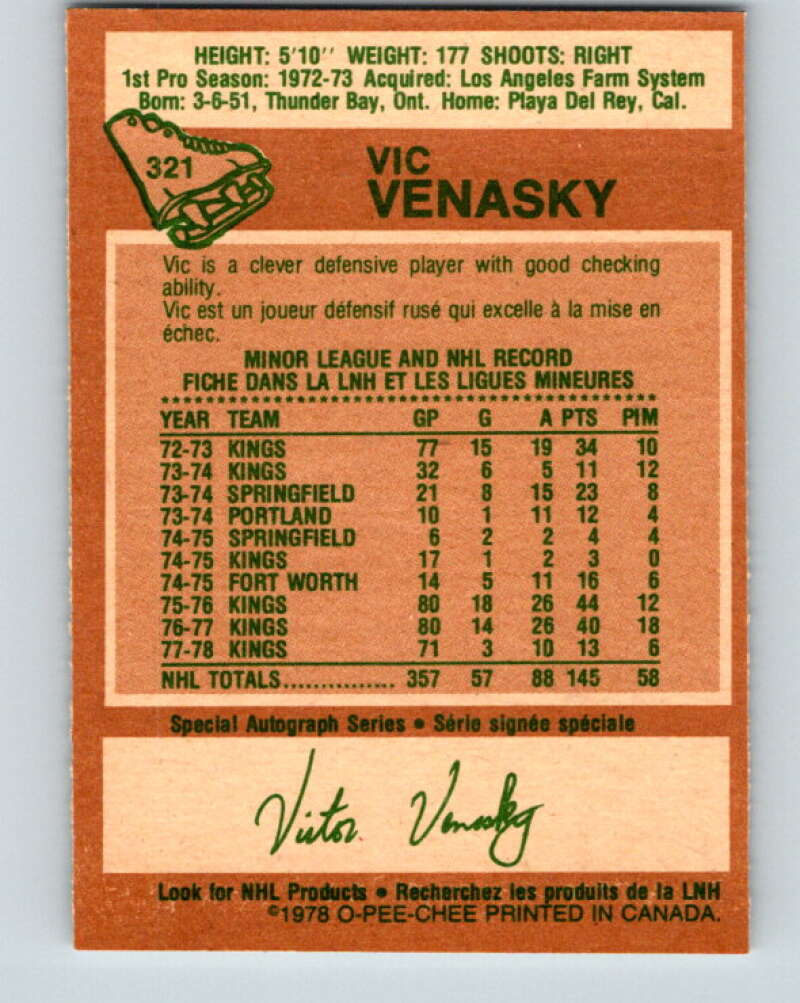 HEIGHT: 5'10'' WEIGHT: 177 SHOOTS: RIGHT
1st Pro Season: 1972-73 Acquired: Los Angeles Farm System
Born: 3-6-51, Thunder Bay, Ont. Home: Playa Del Rey, Cal.
321
VIC
VENASKY
Vic is a clever defensive player with good checking
ability.
Vic est un joueur défensif rusé qui excelle à la mise en
échec.
MINOR LEAGUE AND NHL RECORD
FICHE DANS LA LNH ET LES LIGUES MINEURES
YEAR TEAM GP G A PTS PIM
72-73 KINGS 77 15 19 34 10
73-74 KINGS 32 6 5 11 12
73-74 SPRINGFIELD 21 8 15 23 8
73-74 PORTLAND 10 1 11 12 4
74-75 SPRINGFIELD 6 2 2 4 4
74-75 KINGS 17 1 2 3 0
74-75 FORT WORTH 14 5 11 16 6
75-76 KINGS 80 18 26 44 12
76-77 KINGS 80 14 26 40 18
77-78 KINGS 71 3 10 13 6
NHL TOTALS............... 357 57 88 145 58
Special Autograph Series • Série signée spéciale
Victor Venasky
Look for NHL Products • Recherchez les produits de la LNH
©1978 O-PEE-CHEE PRINTED IN CANADA.